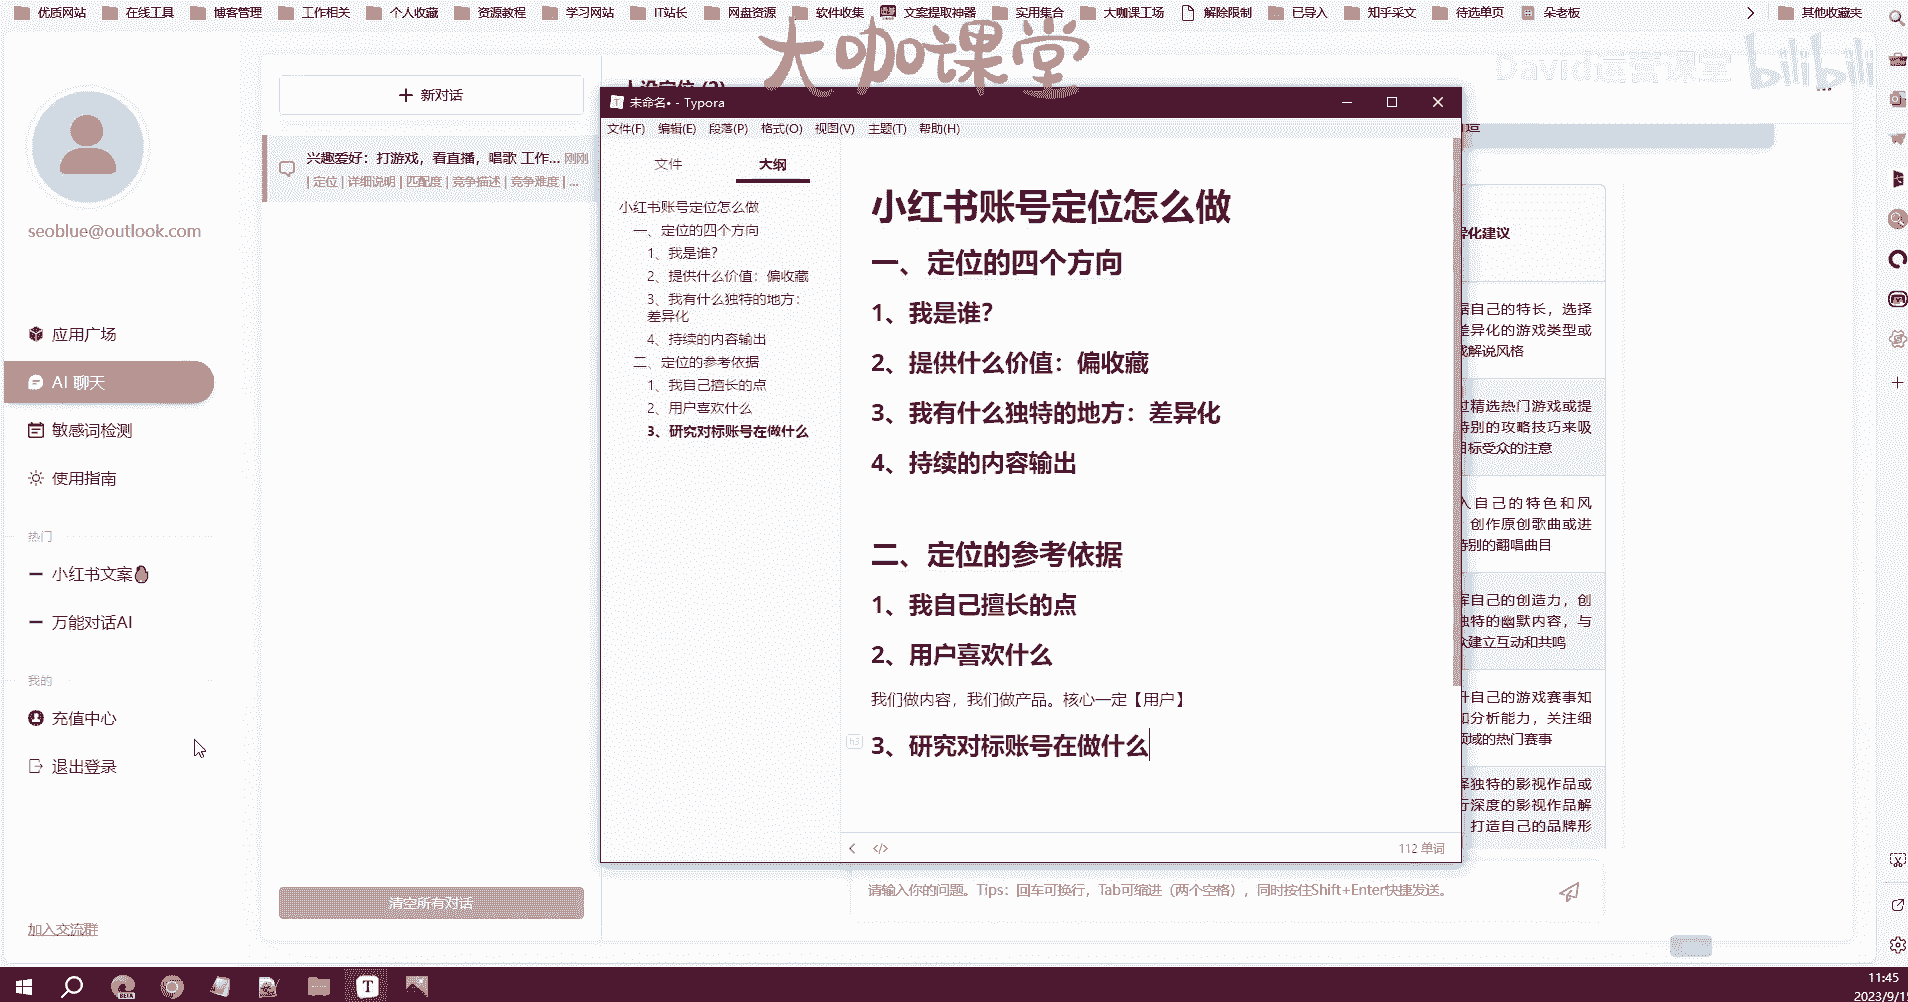 优质网站 在线工具 博客管理 工作相关 个人收藏 资源教程 学习网站 IT站长 网盘资源 软件收集 文案提取神器 实用集合 大咖课工场 解除限制 已导入 知乎采文 待选单页 朵老板 其他收藏夹
大咖课堂
David运营课堂 bilibili
seoblue@outlook.com
应用广场
AI 聊天
敏感词检测
使用指南
热门
小红书文案
万能对话AI
我的
充值中心
退出登录
加入交流群
新对话
兴趣爱好：打游戏，看直播，唱歌 工作... 刚刚
| 定位 | 详细说明 | 匹配度 | 竞争描述 | 竞争难度 | ...
清空所有对话
未命名• - Typora
文件(F) 编辑(E) 段落(P) 格式(O) 视图(V) 主题(T) 帮助(H)
文件 大纲
小红书账号定位怎么做
一、定位的四个方向
1、我是谁？
2、提供什么价值：偏收藏
3、我有什么独特的地方：
差异化
4、持续的内容输出
二、定位的参考依据
1、我自己擅长的点
2、用户喜欢什么
3、研究对标账号在做什么
小红书账号定位怎么做
一、定位的四个方向
1、我是谁？
2、提供什么价值：偏收藏
3、我有什么独特的地方：差异化
4、持续的内容输出
二、定位的参考依据
1、我自己擅长的点
2、用户喜欢什么
我们做内容，我们做产品。核心一定【用户】
h3
3、研究对标账号在做什么
112 单词
化建议
自己的特长，选择
差异化的游戏类型或
解说风格
过精选热门游戏或提
特别的攻略技巧来吸
目标受众的注意
入自己的特色和风
创作原创歌曲或进
特别的翻唱曲目
挥自己的创造力，创
独特的幽默内容，与
众建立互动和共鸣
升自己的游戏赛事知
和分析能力，关注细
领域的热门赛事
择独特的影视作品或
行深度的影视作品解
打造自己的品牌形
请输入你的问题。Tips：回车可换行，Tab可缩进（两个空格），同时按住Shift+Enter快捷发送。
11:45